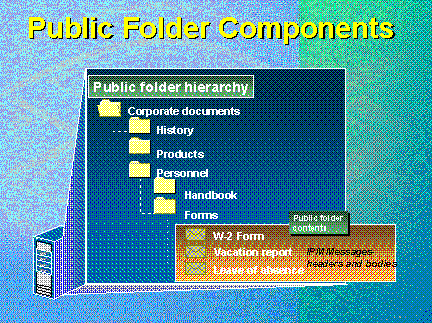 Public Folder Components
Public folder hierarchy
Corporate documents
History
Products
Personnel
Handbook
Forms
Public folder
contents
W-2 Form
Vacation report
IPM Messages
headers and bodies
Leave of absence